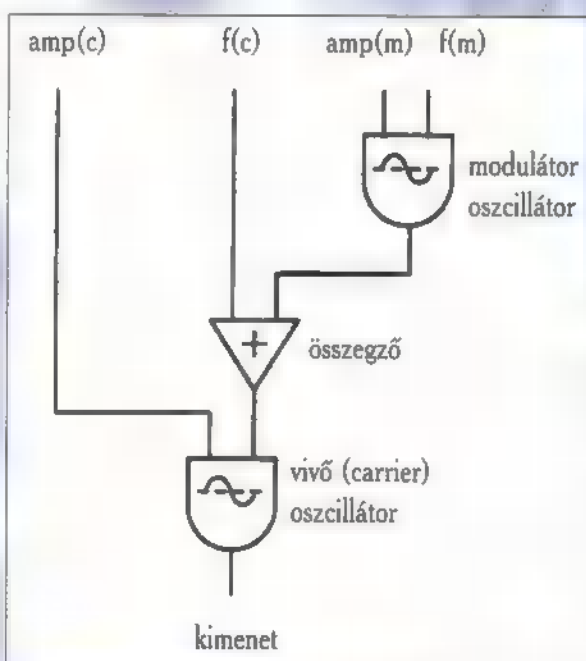 amp(c) f(c) amp(m) f(m)
modulátor
oszcillátor
+
összegző
vivő (carrier)
oszcillátor
kimenet